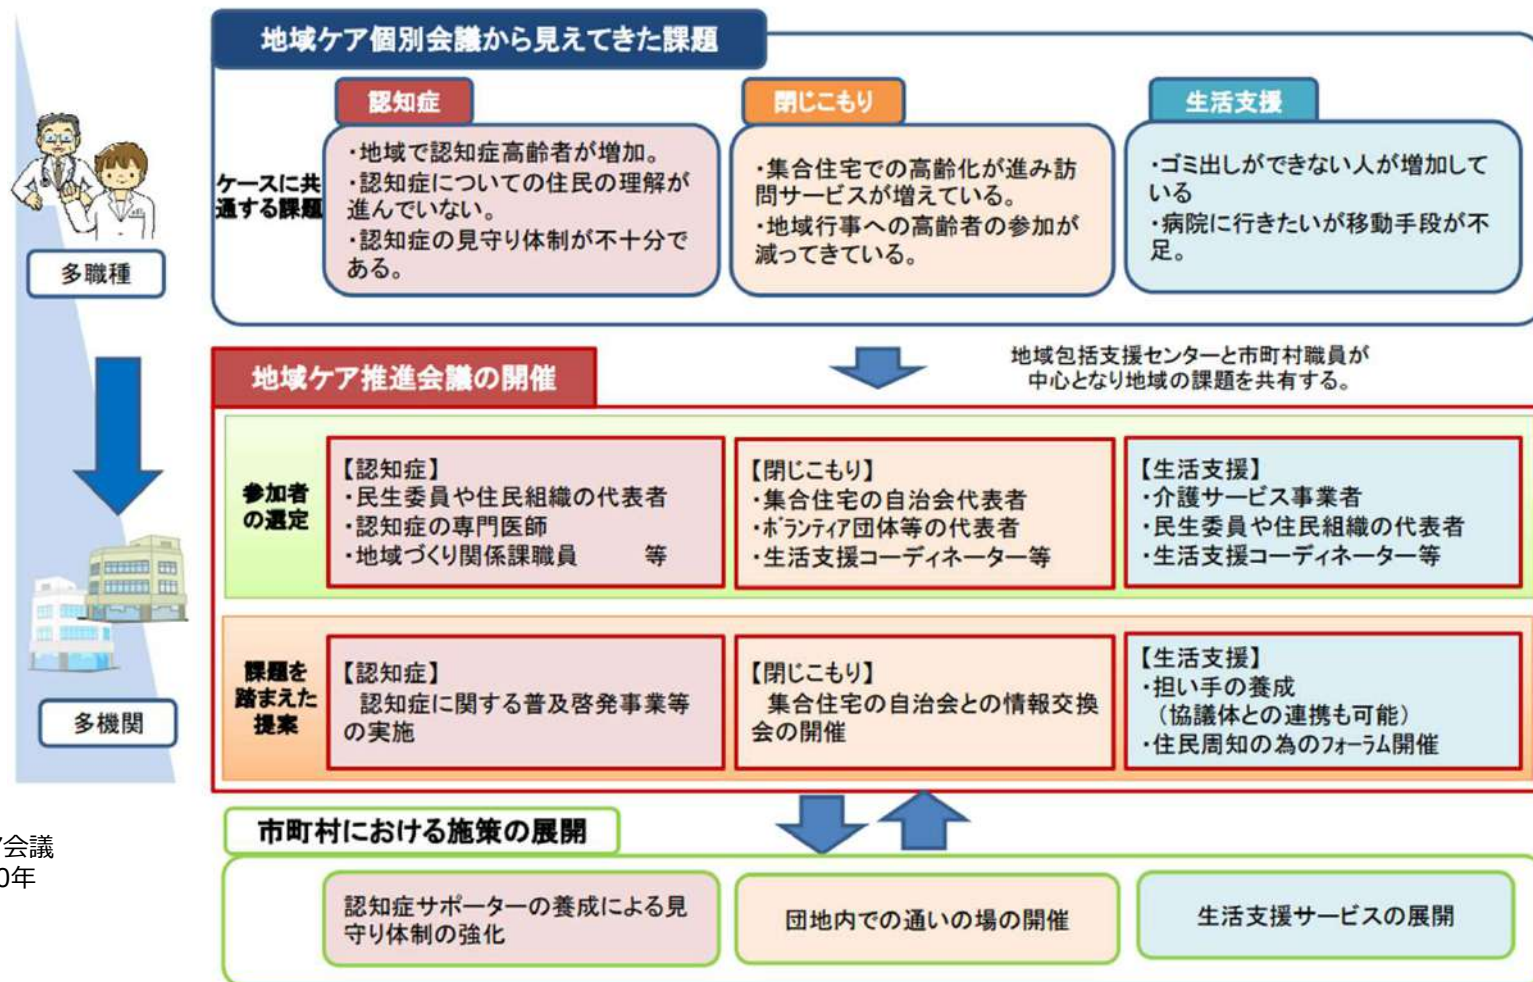 地域ケア個別会議から見えてきた課題
認知症
閉じこもり
生活支援
ケースに共
通する課題
・地域で認知症高齢者が増加。
・認知症についての住民の理解が
進んでいない。
・認知症の見守り体制が不十分で
ある。
・集合住宅での高齢化が進み訪
問サービスが増えている。
・地域行事への高齢者の参加が
減ってきている。
・ゴミ出しができない人が増加して
いる
・病院に行きたいが移動手段が不
足。
多職種
地域包括支援センターと市町村職員が
中心となり地域の課題を共有する。
地域ケア推進会議の開催
参加者
の選定
【認知症】
・民生委員や住民組織の代表者
・認知症の専門医師
・地域づくり関係課職員 等
【閉じこもり】
・集合住宅の自治会代表者
・ボランティア団体等の代表者
・生活支援コーディネーター等
【生活支援】
・介護サービス事業者
・民生委員や住民組織の代表者
・生活支援コーディネーター等
課題を
踏まえた
提案
【認知症】
認知症に関する普及啓発事業等
の実施
【閉じこもり】
集合住宅の自治会との情報交換
会の開催
【生活支援】
・担い手の養成
（協議体との連携も可能）
・住民周知の為のフォーラム開催
多機関
市町村における施策の展開
会議
0年
認知症サポーターの養成による見
守り体制の強化
団地内での通いの場の開催
生活支援サービスの展開